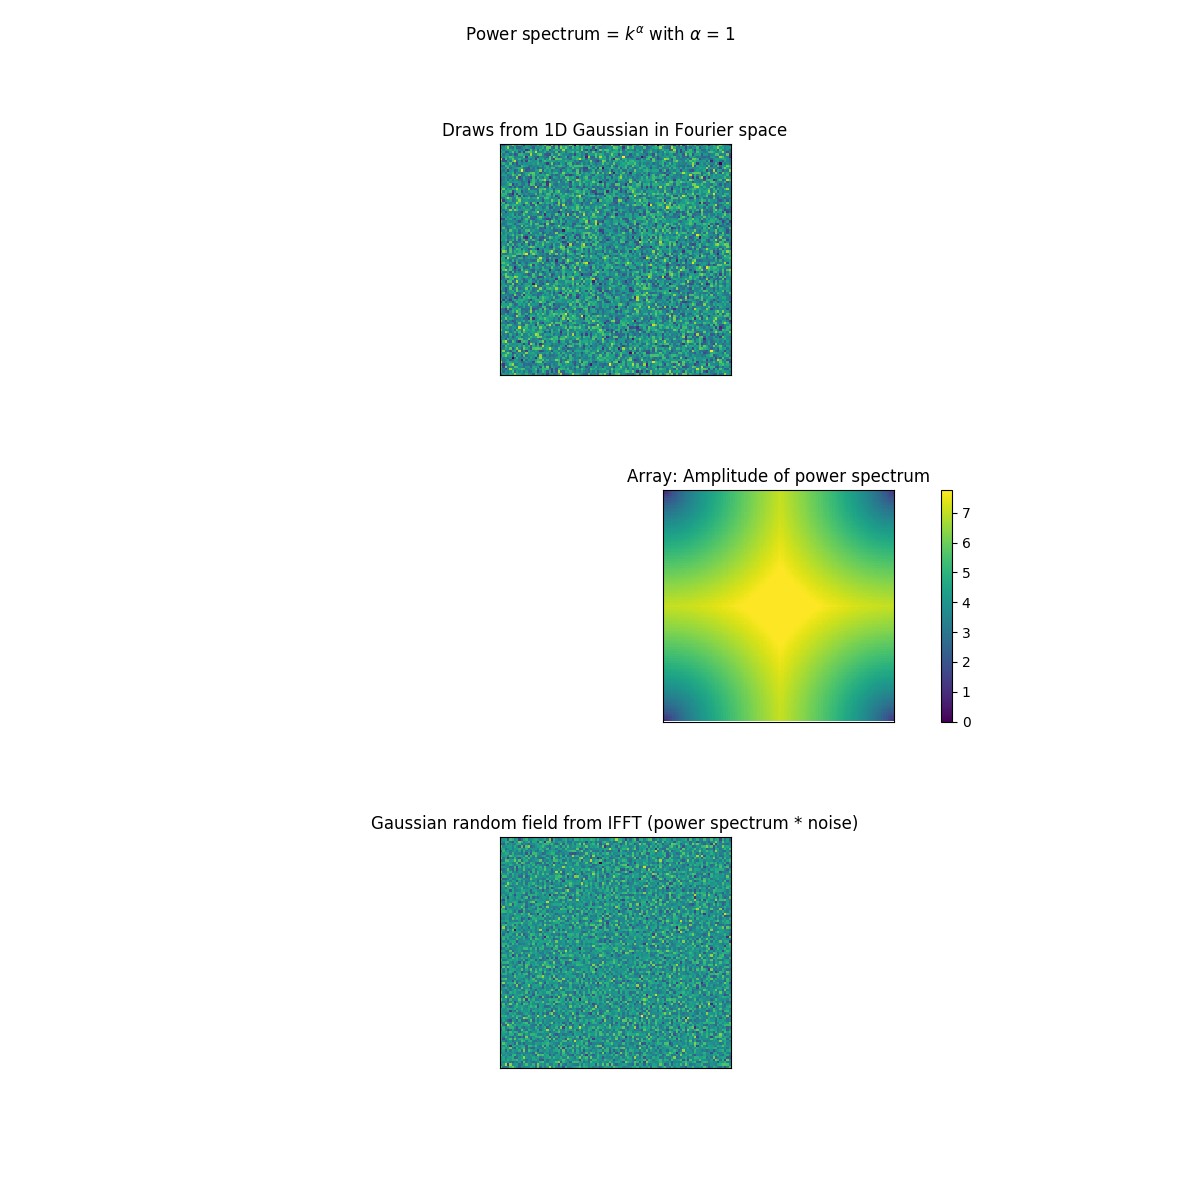 Power spectrum = k^α with α = 1
Draws from 1D Gaussian in Fourier space
Array: Amplitude of power spectrum
7
6
5
4
3
2
1
0
Gaussian random field from IFFT (power spectrum * noise)